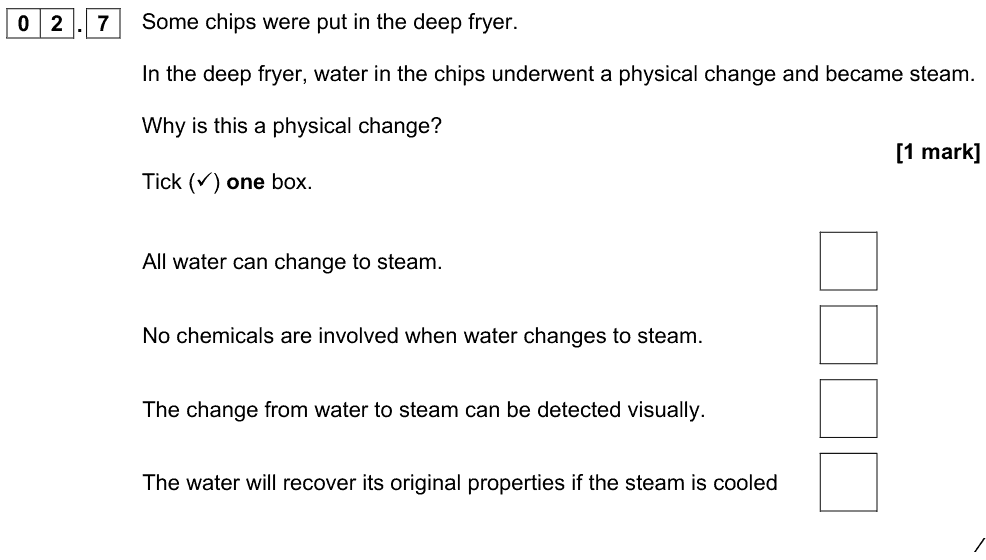 02.7 Some chips were put in the deep fryer.
In the deep fryer, water in the chips underwent a physical change and became steam.
Why is this a physical change?
[1 mark]
Tick (✓) one box.
All water can change to steam.
No chemicals are involved when water changes to steam.
The change from water to steam can be detected visually.
The water will recover its original properties if the steam is cooled